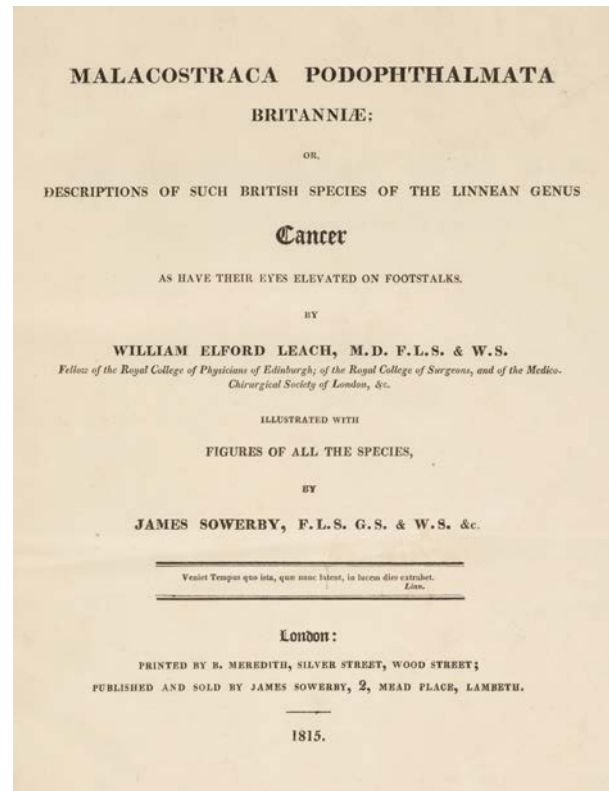 MALACOSTRACA PODOPHTHALMATA
BRITANNIÆ:
OR,
DESCRIPTIONS OF SUCH BRITISH SPECIES OF THE LINNEAN GENUS
Cancer
AS HAVE THEIR EYES ELEVATED ON FOOTSTALKS.
BY
WILLIAM ELFORD LEACH, M.D. F.L.S. & W.S.
Fellow of the Royal College of Physicians of Edinburgh; of the Royal College of Surgeons, and of the Medico-
Chirurgical Society of London, &c.
ILLUSTRATED WITH
FIGURES OF ALL THE SPECIES,
BY
JAMES SOWERBY, F.L.S. G.S. & W.S. &c.
Veniet Tempus quo ista, quæ nunc latent, in lucem dies extrahet.
Linn.
London:
PRINTED BY B. MEREDITH, SILVER STREET, WOOD STREET;
PUBLISHED AND SOLD BY JAMES SOWERBY, 2, MEAD PLACE, LAMBETH.
1815.